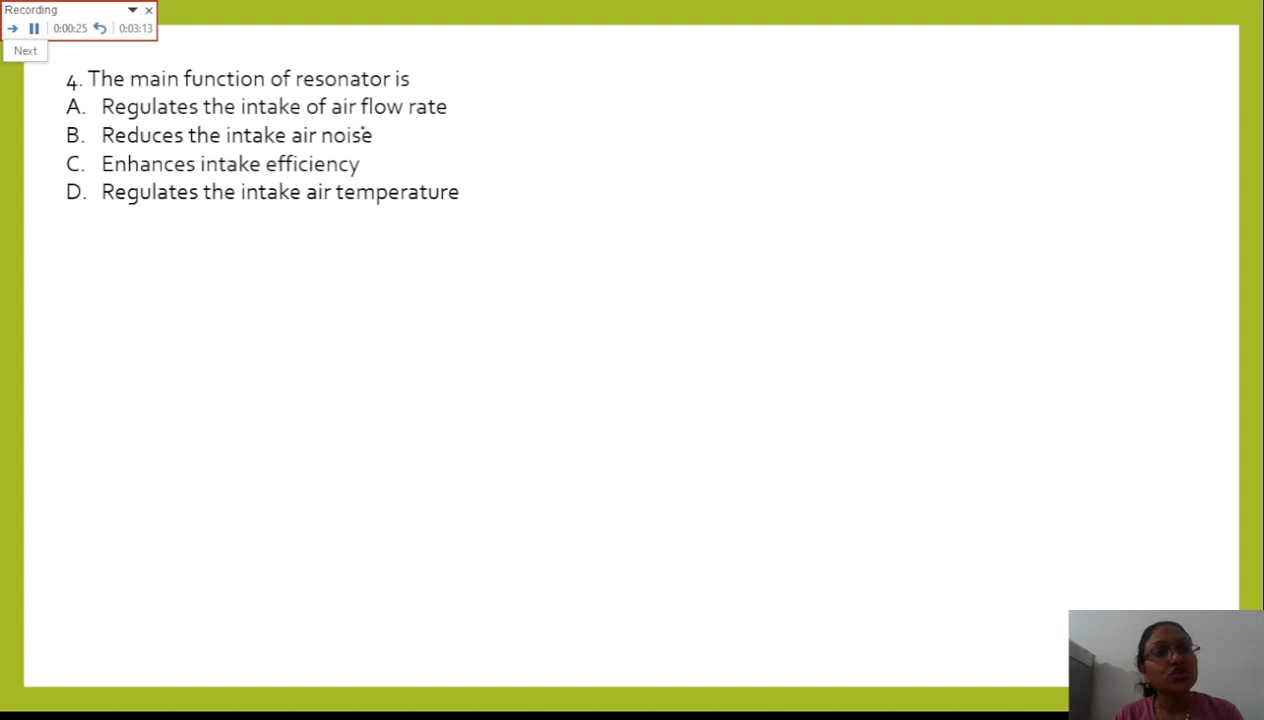 Recording
0:00:25 0:03:13
Next
4. The main function of resonator is
A. Regulates the intake of air flow rate
B. Reduces the intake air noise
C. Enhances intake efficiency
D. Regulates the intake air temperature